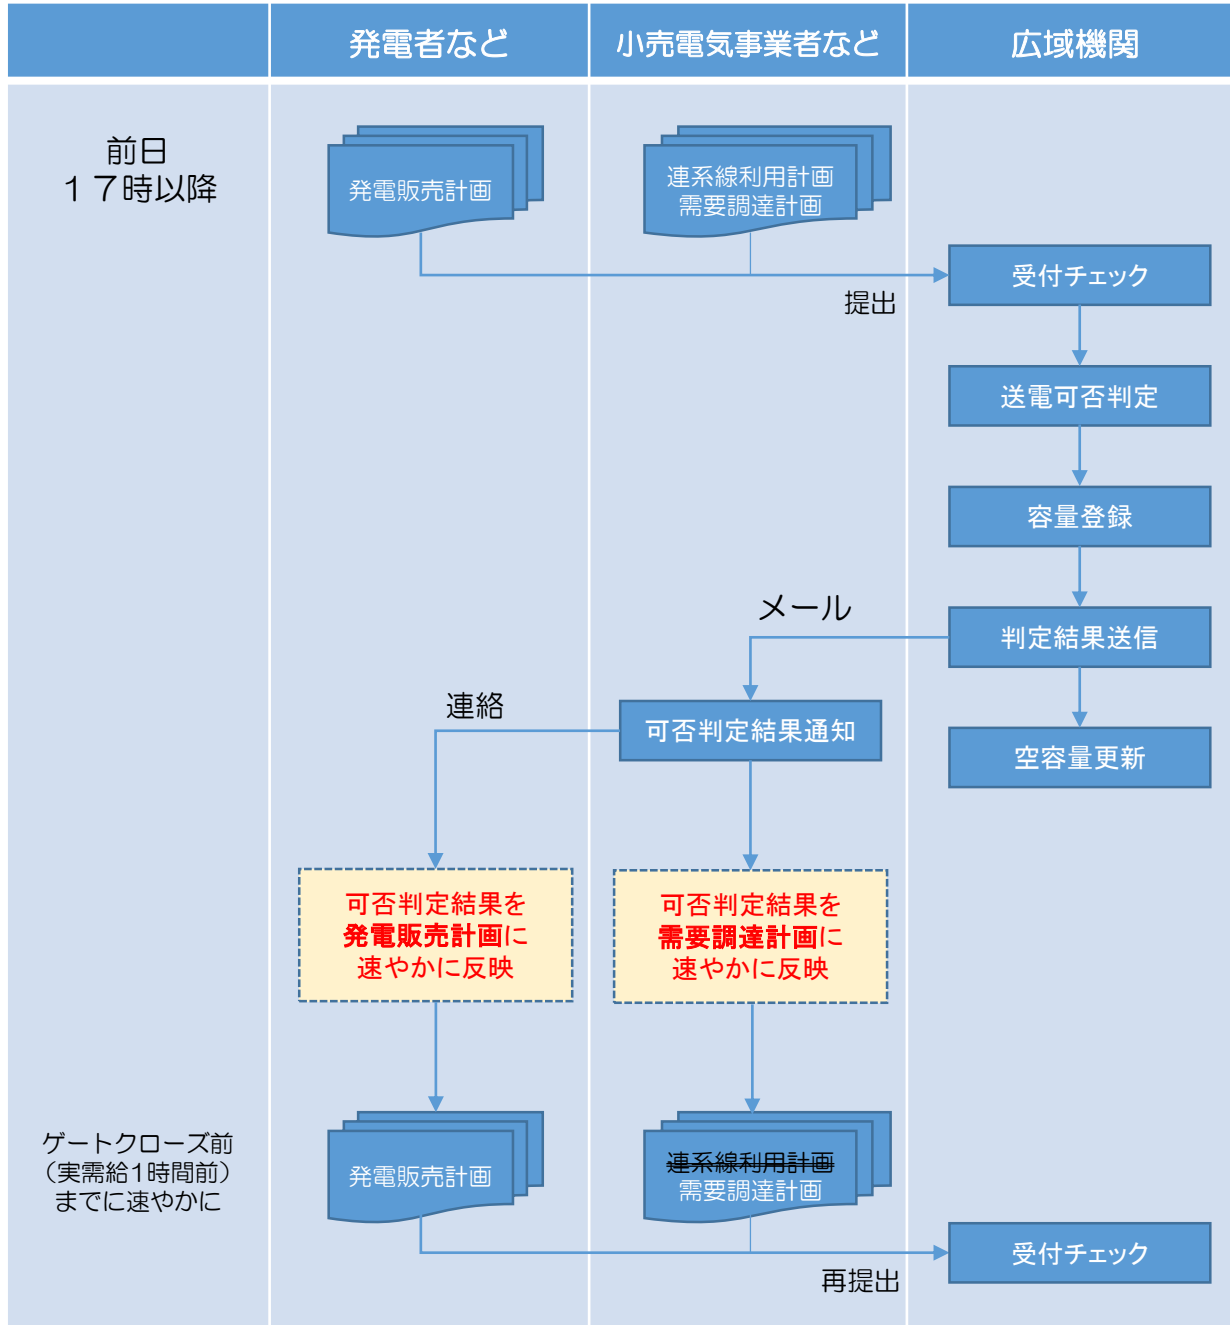 発電者など
小売電気事業者など
広域機関
前日
１７時以降
発電販売計画
連系線利用計画
需要調達計画
提出
受付チェック
送電可否判定
容量登録
判定結果送信
メール
可否判定結果通知
連絡
空容量更新
可否判定結果を
発電販売計画に
速やかに反映
可否判定結果を
需要調達計画に
速やかに反映
ゲートクローズ前
（実需給1時間前）
までに速やかに
発電販売計画
連系線利用計画
需要調達計画
再提出
受付チェック